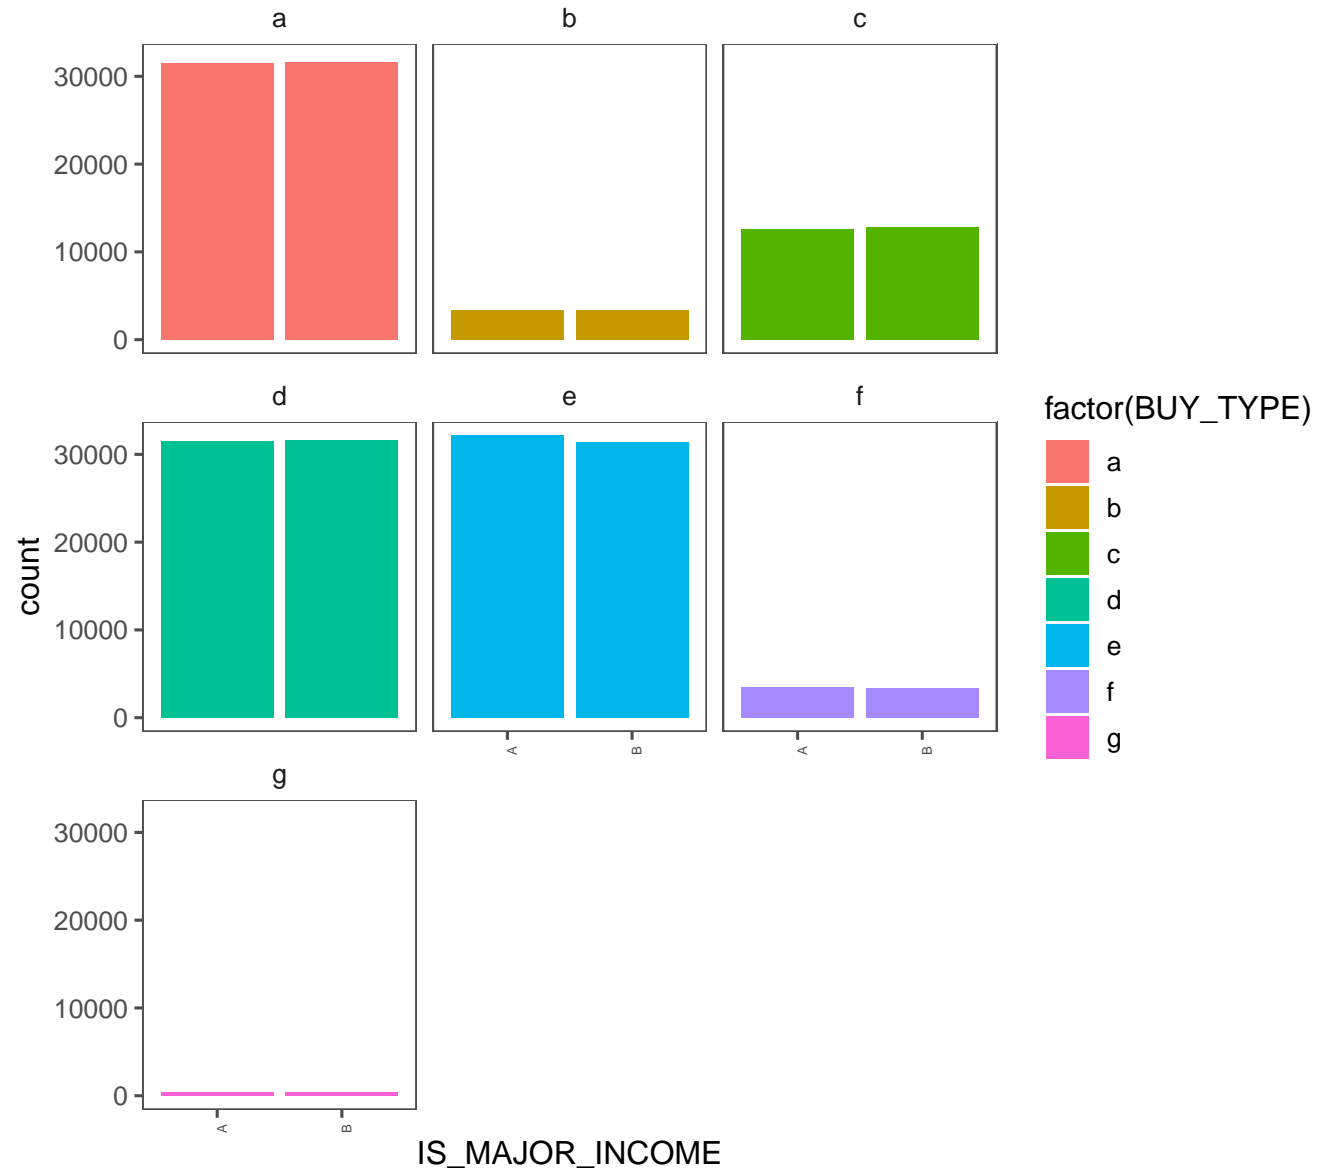 a b c
30000
20000
10000
0
d e f
30000
20000
10000
0
A B A B
g
30000
20000
10000
0
A B
count
IS_MAJOR_INCOME
factor(BUY_TYPE)
a
b
c
d
e
f
g